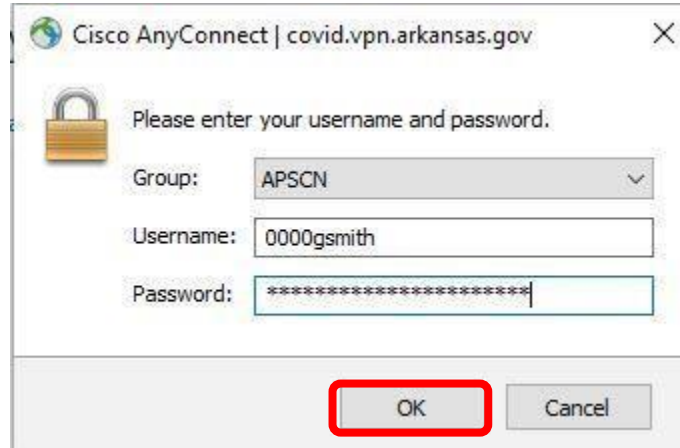 Cisco AnyConnect | covid.vpn.arkansas.gov
Please enter your username and password.
Group: APSCN
Username: 0000gsmith
Password: **********************
OK Cancel